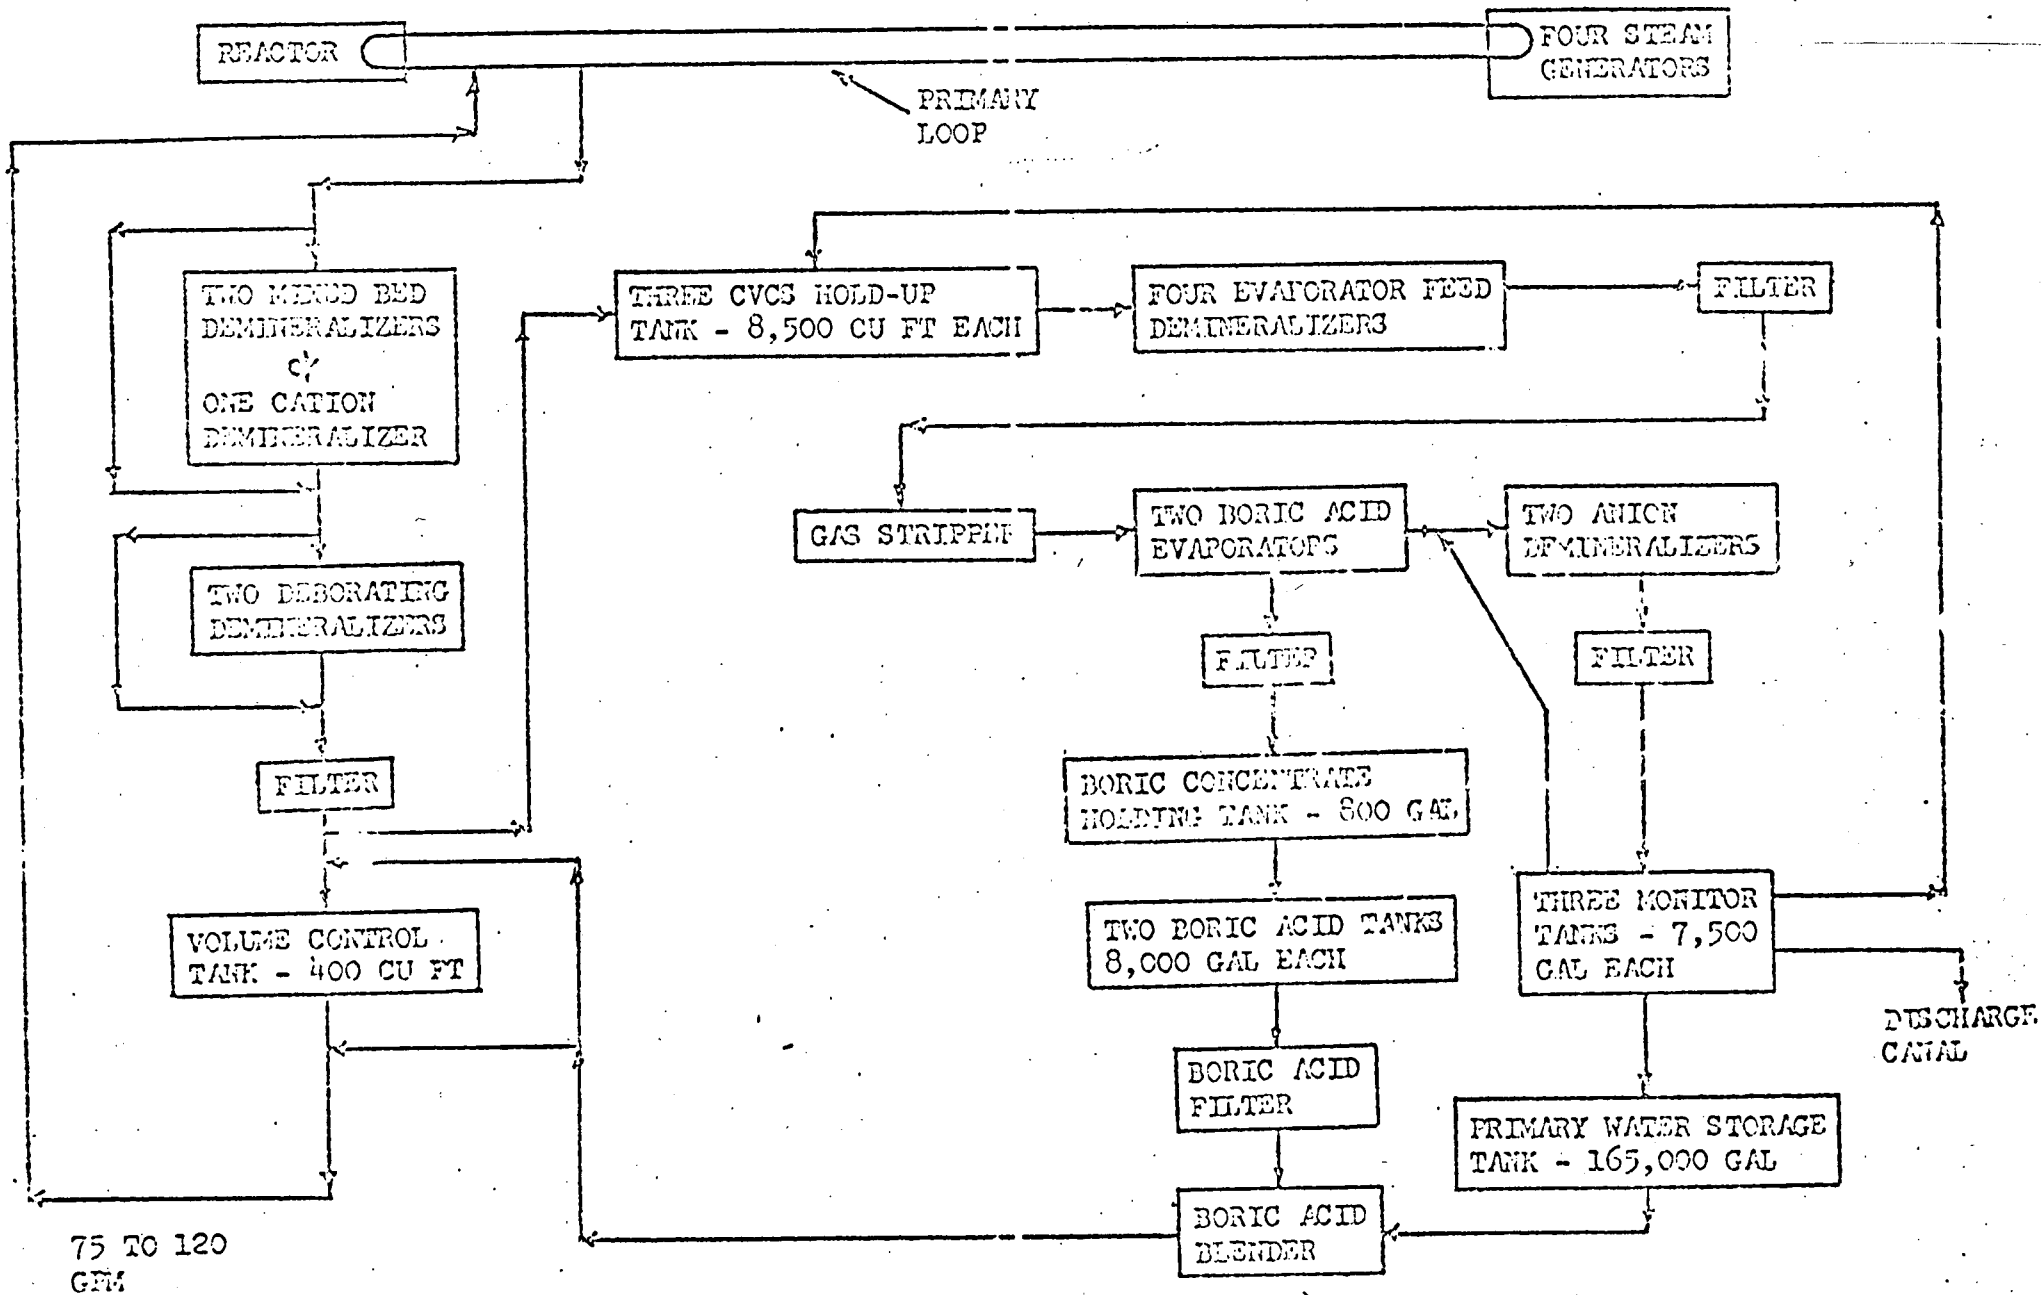 REACTOR
FOUR STEAM
GENERATORS
PRIMARY
LOOP
TWO MIXED BED
DEMINERALIZERS
ONE CATION
DEMINERALIZER
THREE CVCS HOLD-UP
TANK - 8,500 CU FT EACH
FOUR EVAPORATOR FEED
DEMINERALIZERS
FILTER
GAS STRIPPER
TWO BORIC ACID
EVAPORATORS
TWO ANION
DEMINERALIZERS
TWO DEBORATING
DEMINERALIZERS
FILTER
FILTER
FILTER
BORIC CONCENTRATE
HOLDING TANK - 800 GAL
VOLUME CONTROL
TANK - 400 CU FT
TWO BORIC ACID TANKS
8,000 GAL EACH
THREE MONITOR
TANKS - 7,500
GAL EACH
DISCHARGE
CANAL
BORIC ACID
FILTER
PRIMARY WATER STORAGE
TANK - 165,000 GAL
BORIC ACID
BLENDER
75 TO 120
GPM